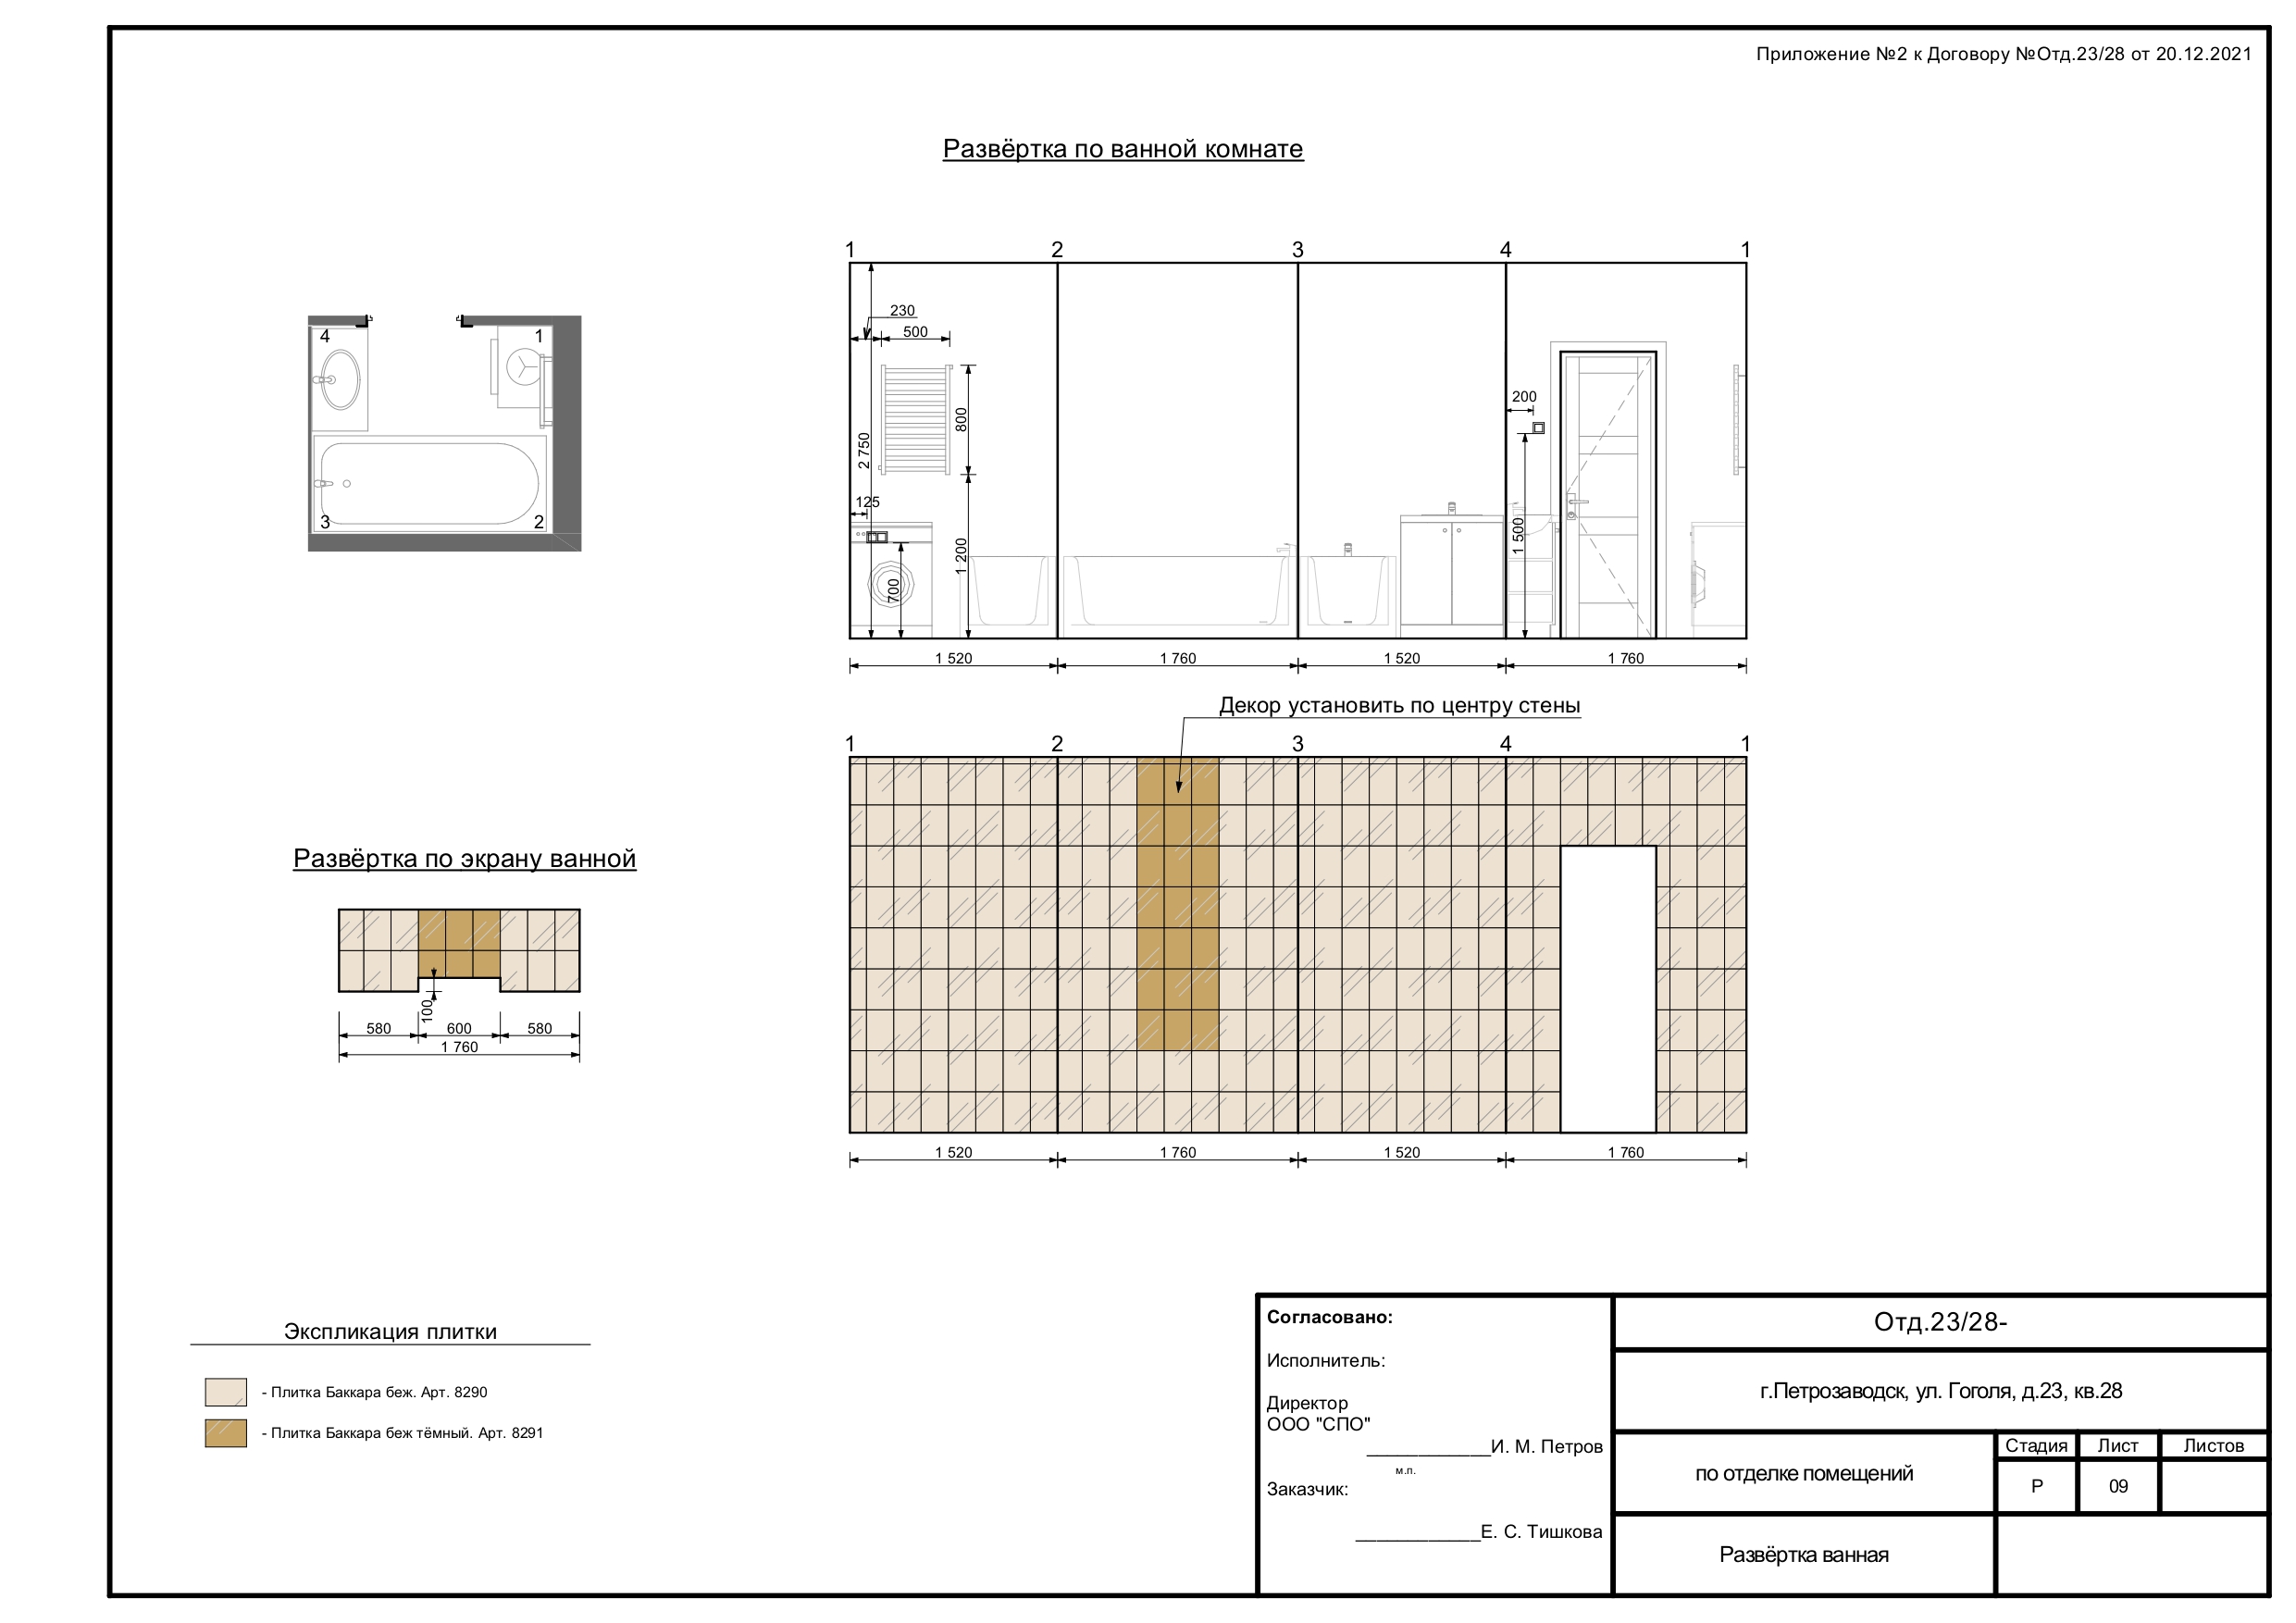 Приложение №2 к Договору №Отд.23/28 от 20.12.2021
Развёртка по ванной комнате
1 2 3 4 1
230
500
800
2 750
125
700
1 200
200
1 500
1 520 1 760 1 520 1 760
4 1
3 2
Декор установить по центру стены
1 2 3 4 1
1 520 1 760 1 520 1 760
Развёртка по экрану ванной
100
580 600 580
1 760
Экспликация плитки
- Плитка Баккара беж. Арт. 8290
- Плитка Баккара беж тёмный. Арт. 8291
Согласовано:
Исполнитель:
Директор
ООО "СПО"
____________И. М. Петров
м.п.
Заказчик:
____________Е. С. Тишкова
Отд.23/28-
г.Петрозаводск, ул. Гоголя, д.23, кв.28
по отделке помещений
Стадия Лист Листов
Р 09
Развёртка ванная